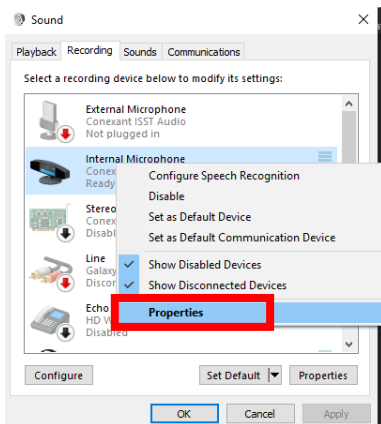 Sound
Playback Recording Sounds Communications
Select a recording device below to modify its settings:
External Microphone
Conexant ISST Audio
Not plugged in
Internal Microphone
Conex
Ready
Configure Speech Recognition
Disable
Set as Default Device
Set as Default Communication Device
Show Disabled Devices
Show Disconnected Devices
Properties
Stereo
Conex
Disabl
Line
Galaxy
Discor
Echo
HD W
Disabled
Configure
Set Default
Properties
OK
Cancel
Apply